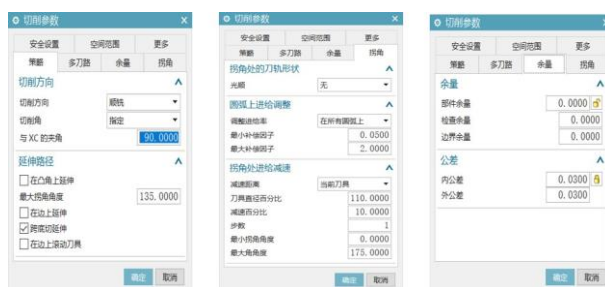 切削参数
安全设置 空间范围 更多
策略 多刀路 余量 拐角
切削方向
切削方向 顺铣
切削角 指定
与 XC 的夹角 90.0000
延伸路径
在凸角上延伸
最大拐角角度 135.0000
在边上延伸
跨底切延伸
在边上滚动刀具
确定 取消
切削参数
安全设置 空间范围 更多
策略 多刀路 余量 拐角
拐角处的刀轨形状
光顺 无
圆弧上进给调整
调整进给率 在所有圆弧上
最小补偿因子 0.0500
最大补偿因子 2.0000
拐角处进给减速
减速距离 当前刀具
刀具直径百分比 110.0000
减速百分比 10.0000
步数 1
最小拐角角度 0.0000
最大角角度 175.0000
确定 取消
切削参数
安全设置 空间范围 更多
策略 多刀路 余量 拐角
余量
部件余量 0.0000
检查余量 0.0000
边界余量 0.0000
公差
内公差 0.0300
外公差 0.0300
确定 取消